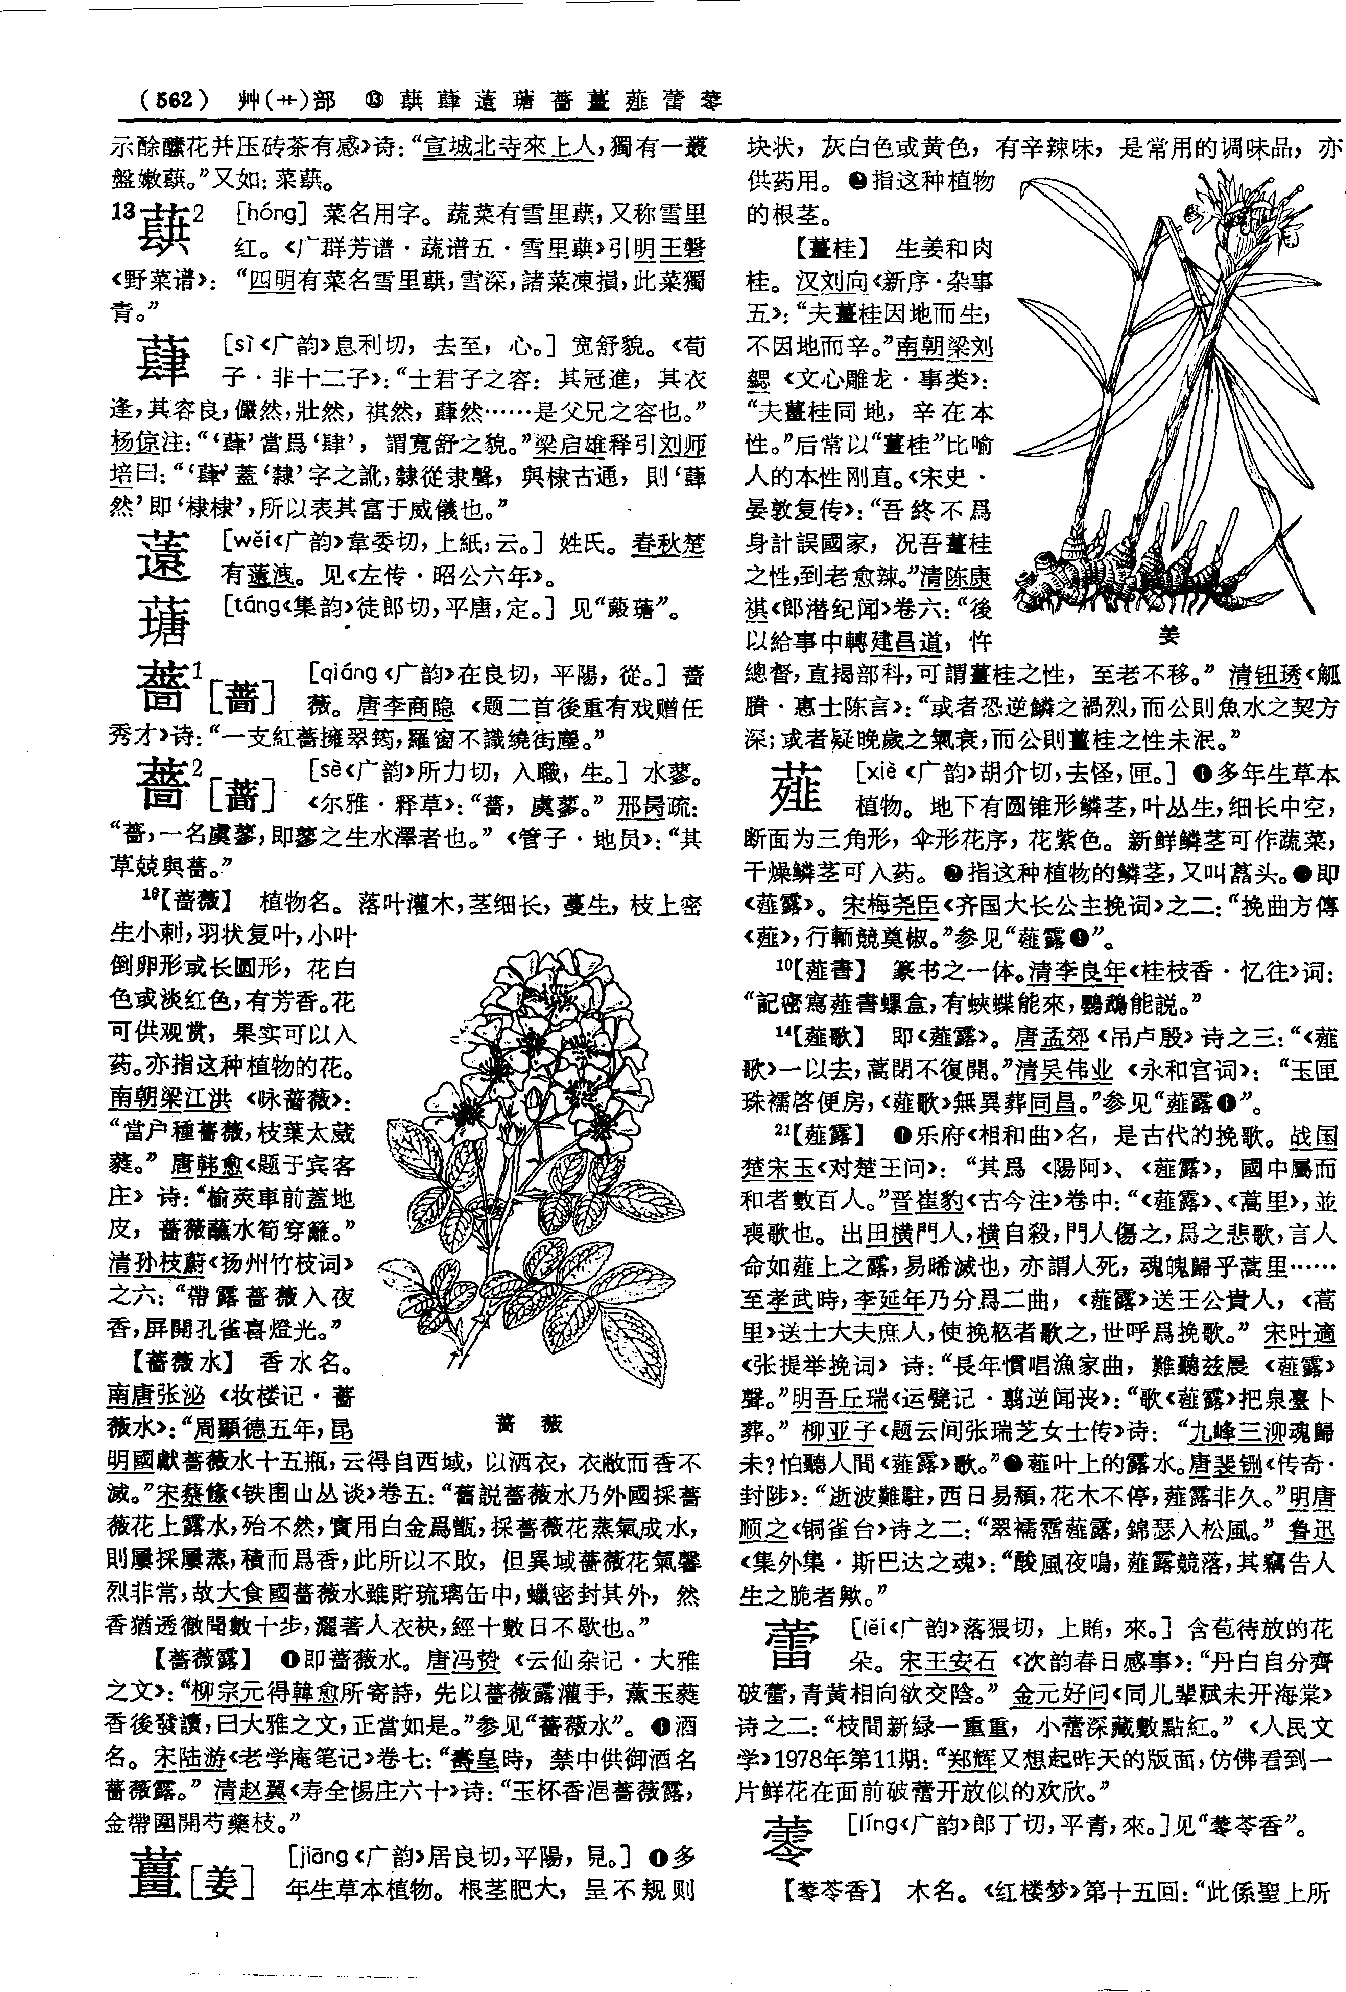 (562) 艸(艹)部 ⑬ 蕻蕼薳蓎薔薑薤蕾蕶
示酴醾花并压砖茶有感》诗：“宣城北寺來上人，獨有一叢
盤嫩蕻。”又如：菜蕻。
13蕻2 [hóng] 菜名用字。蔬菜有雪里蕻，又称雪里
红。《广群芳谱·蔬谱五·雪里蕻》引明王磐
《野菜谱》：“四明有菜名雪里蕻，雪深，諸菜凍損，此菜獨
青。”
蕼 [sì《广韵》息利切，去至，心。] 宽舒貌。《荀
子·非十二子》：“士君子之容：其冠進，其衣
逢，其容良，儼然，壯然，祺然，蕼然……是父兄之容也。”
杨倞注：“‘蕼’當爲‘肆’，謂寬舒之貌。”梁启雄释引刘师
培曰：“‘蕼’蓋‘隸’字之訛，隸從隶聲，與棣古通，則‘蕼
然’即‘棣棣’，所以表其富于威儀也。”
薳 [wěi《广韵》韋委切，上紙，云。] 姓氏。春秋楚
有薳洩。见《左传·昭公六年》。
[táng《集韵》徒郎切，平唐，定。] 见“蔱蓎”。
薔1[蔷] [qiáng《广韵》在良切，平陽，從。] 薔
薇。唐李商隐《题二首後重有戏赠任
秀才》诗：“一支紅薔擁翠筠，羅窗不識繞街塵。”
薔2[蔷] [sè《广韵》所力切，入職，生。] 水蓼。
《尔雅·释草》：“薔，虞蓼。”邢昺疏：
“薔，一名虞蓼，即蓼之生水澤者也。”《管子·地员》：“其
草兢與薔。”
16【薔薇】 植物名。落叶灌木，茎细长，蔓生，枝上密
生小刺，羽状复叶，小叶
倒卵形或长圆形，花白
色或淡红色，有芳香。花
可供观赏，果实可以入
药。亦指这种植物的花。
南朝梁江洪《咏薔薇》：
“當户種薔薇，枝葉太葳
蕤。”唐韩愈《题于宾客
庄》诗：“榆莢車前蓋地
皮，薔薇蘸水筍穿籬。”
清孙枝蔚《扬州竹枝词》
之六：“帶露薔薇入夜
香，屏開孔雀喜燈光。”
【薔薇水】 香水名。
南唐张泌《妆楼记·薔
薇水》：“周顯德五年，昆
薔薇
明國獻薔薇水十五瓶，云得自西域，以洒衣，衣敝而香不
滅。”宋蔡絛《铁围山丛谈》卷五：“舊説薔薇水乃外國採薔
薇花上露水，殆不然，實用白金爲甑，採薔薇花蒸氣成水，
則屢採屢蒸，積而爲香，此所以不敗，但異域薔薇花氣馨
烈非常，故大食國薔薇水雖貯琉璃缶中，蠟密封其外，然
香猶透徹聞數十步，灑著人衣袂，經十數日不歇也。”
【薔薇露】 ❶即薔薇水。唐冯贽《云仙杂记·大雅
之文》：“柳宗元得韓愈所寄詩，先以薔薇露灌手，薰玉蕤
香後發讀，曰大雅之文，正當如是。”参见“薔薇水”。❶酒
名。宋陆游《老学庵笔记》卷七：“壽皇時，禁中供御酒名
薔薇露。”清赵翼《寿全惕庄六十》诗：“玉杯香浥薔薇露，
金帶圍開芍藥枝。”
薑[姜] [jiāng《广韵》居良切，平陽，見。] ❶多
年生草本植物。根茎肥大，呈不规则
块状，灰白色或黄色，有辛辣味，是常用的调味品，亦
供药用。❷指这种植物
的根茎。
【薑桂】 生姜和肉
桂。汉刘向《新序·杂事
五》：“夫薑桂因地而生，
不因地而辛。”南朝梁刘
勰《文心雕龙·事类》：
“夫薑桂同地，辛在本
性。”后常以“薑桂”比喻
人的本性刚直。《宋史·
晏敦复传》：“吾終不爲
身計誤國家，况吾薑桂
之性，到老愈辣。”清陈康
祺《郎潜纪闻》卷六：“後
以給事中轉建昌道，忤
姜
總督，直揭部科，可謂薑桂之性，至老不移。”清钮琇《觚
賸·惠士陈言》：“或者恐逆鱗之禍烈，而公則魚水之契方
深；或者疑晚歲之氣衰，而公則薑桂之性未泯。”
薤 [xiè《广韵》胡介切，去怪，匣。] ❶多年生草本
植物。地下有圆锥形鳞茎，叶丛生，细长中空，
断面为三角形，伞形花序，花紫色。新鲜鳞茎可作蔬菜，
干燥鳞茎可入药。❷指这种植物的鳞茎，又叫藠头。●即
《薤露》。宋梅尧臣《齐国大长公主挽词》之二：“挽曲方傳
《薤》，行輀競奠椒。”参见“薤露❶”。
10【薤書】 篆书之一体。清李良年《桂枝香·忆往》词：
“記密寫薤書螺盒，有蛺蝶能來，鸚鵡能説。”
14【薤歌】 即《薤露》。唐孟郊《吊卢殷》诗之三：“《薤
歌》一以去，蒿閉不復開。”清吴伟业《永和宫词》：“玉匣
珠襦啓便房，《薤歌》無異葬同昌。”参见“薤露❶”。
21【薤露】 ❶乐府《相和曲》名，是古代的挽歌。战国
楚宋玉《对楚王问》：“其爲《陽阿》、《薤露》，國中屬而
和者數百人。”晋崔豹《古今注》卷中：“《薤露》、《蒿里》，並
喪歌也。出田横門人，横自殺，門人傷之，爲之悲歌，言人
命如薤上之露，易晞滅也，亦謂人死，魂魄歸乎蒿里……
至孝武時，李延年乃分爲二曲，《薤露》送王公貴人，《蒿
里》送士大夫庶人，使挽柩者歌之，世呼爲挽歌。”宋叶適
《张提举挽词》诗：“長年慣唱漁家曲，難聽兹晨《薤露》
聲。”明吾丘瑞《运甓记·翦逆闻丧》：“歌《薤露》把泉臺卜
葬。”柳亚子《题云间张瑞芝女士传》诗：“九峰三泖魂歸
未？怕聽人間《薤露》歌。”❷薤叶上的露水。唐裴铏《传奇·
封陟》：“逝波難駐，西日易頹，花木不停，薤露非久。”明唐
顺之《铜雀台》诗之二：“翠襦霑薤露，錦瑟入松風。”鲁迅
《集外集·斯巴达之魂》：“酸風夜鳴，薤露競落，其竊告人
生之脆者歟。”
蕾 [lěi《广韵》落猥切，上賄，來。] 含苞待放的花
朵。宋王安石《次韵春日感事》：“丹白自分齊
破蕾，青黄相向欲交陰。”金元好问《同儿辈赋未开海棠》
诗之二：“枝間新緑一重重，小蕾深藏數點紅。”《人民文
学》1978年第11期：“郑辉又想起昨天的版面，仿佛看到一
片鲜花在面前破蕾开放似的欢欣。”
蕶 [líng《广韵》郎丁切，平青，來。]见“蕶苓香”。
【蕶苓香】 木名。《红楼梦》第十五回：“此係聖上所